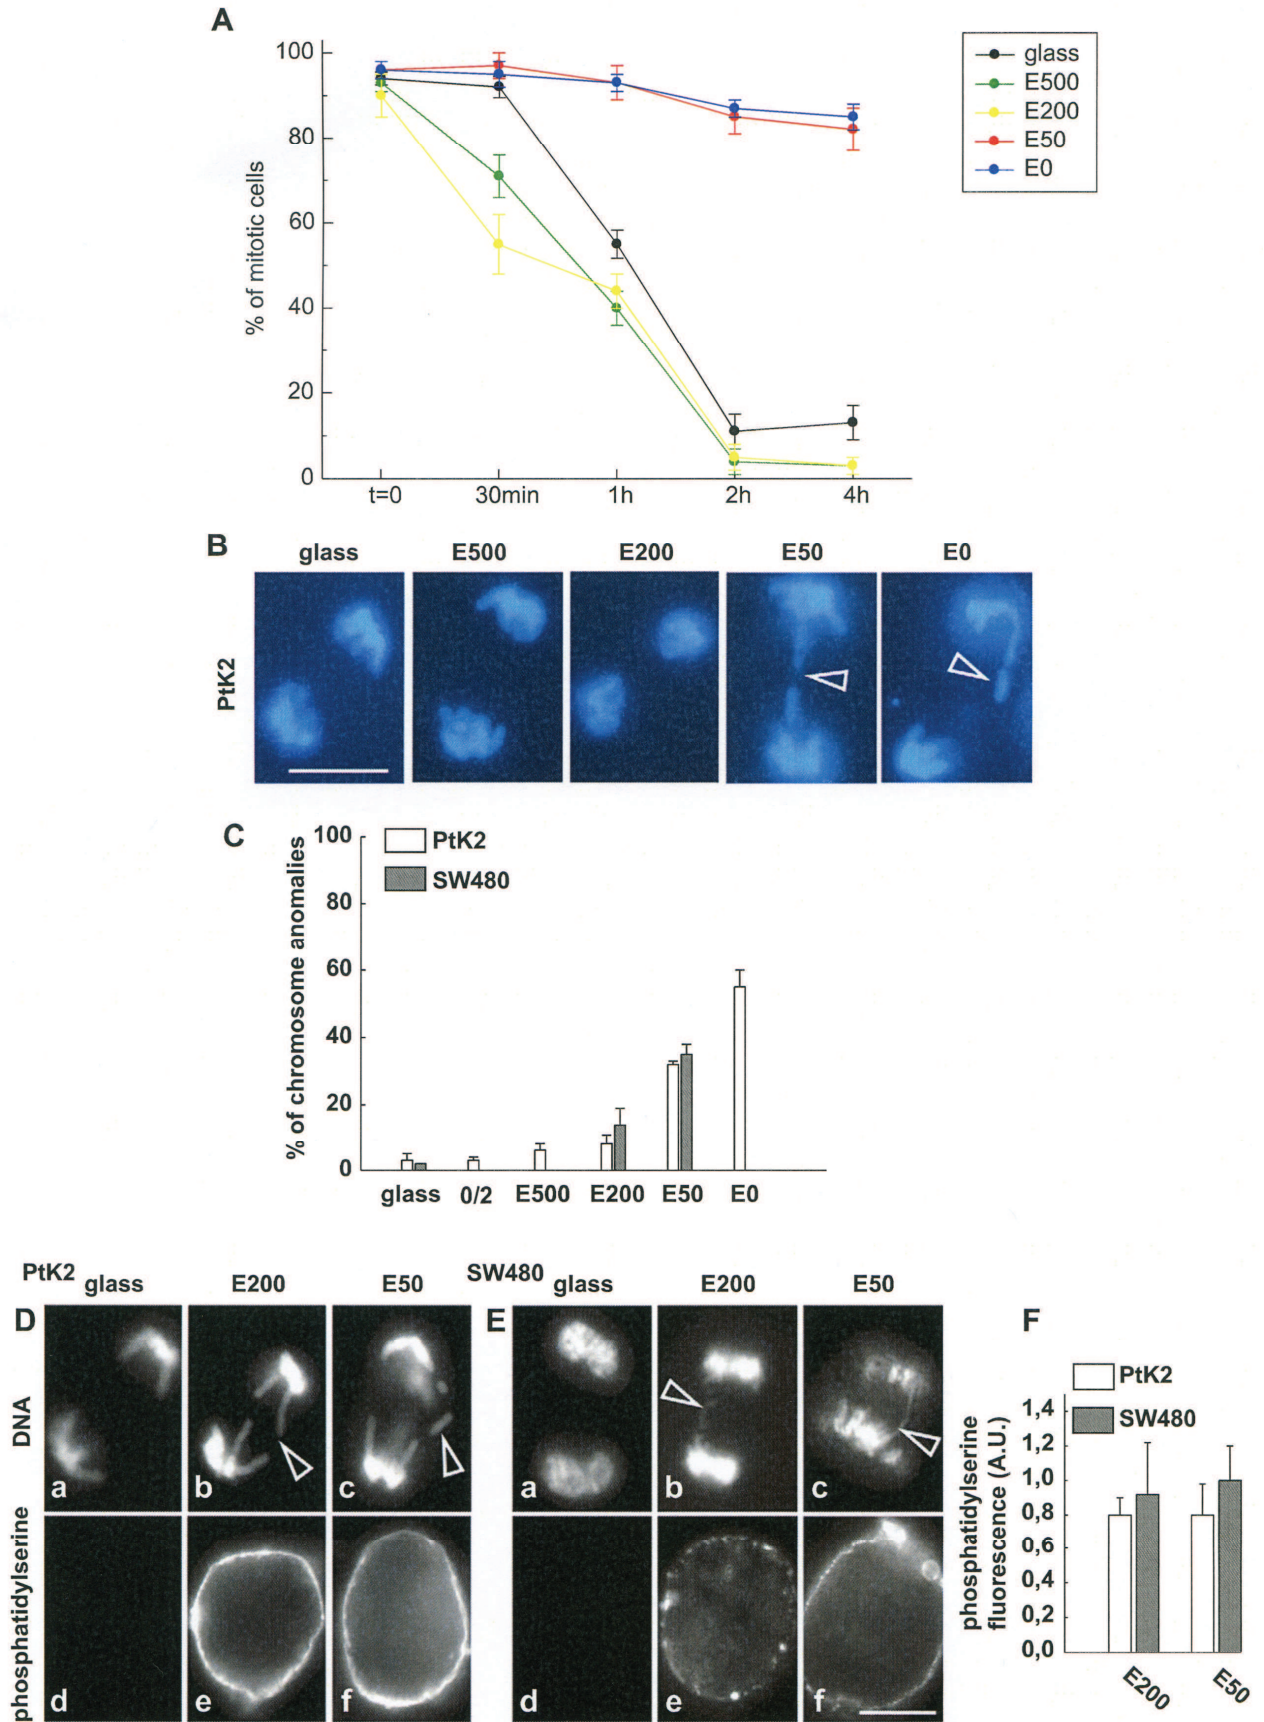 A
% of mitotic cells
100
80
60
40
20
0
t=0 30min 1h 2h 4h
glass
E500
E200
E50
E0
B
glass E500 E200 E50 E0
PtK2
C
% of chromosome anomalies
100
80
60
40
20
0
PtK2
SW480
glass 0/2 E500 E200 E50 E0
PtK2 glass E200 E50 SW480 glass E200 E50
D E F
DNA
a b c a b c
phosphatidylserine
d e f d e f
PtK2
SW480
phosphatidylserine
fluorescence (A.U.)
1,4
1,2
1,0
0,8
0,6
0,4
0,2
0,0
E200 E50